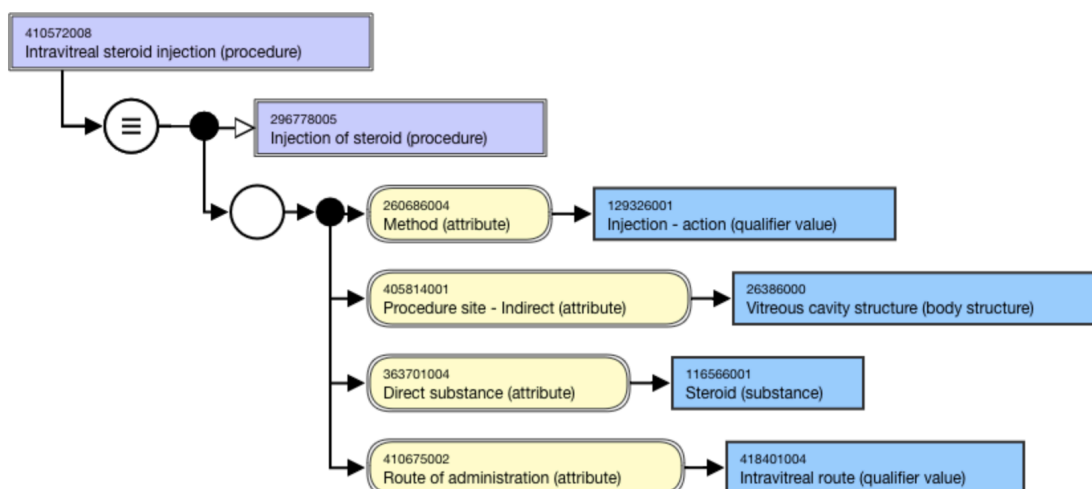 410572008
Intravitreal steroid injection (procedure)
296778005
Injection of steroid (procedure)
260686004
Method (attribute)
129326001
Injection - action (qualifier value)
405814001
Procedure site - Indirect (attribute)
26386000
Vitreous cavity structure (body structure)
363701004
Direct substance (attribute)
116566001
Steroid (substance)
410675002
Route of administration (attribute)
418401004
Intravitreal route (qualifier value)